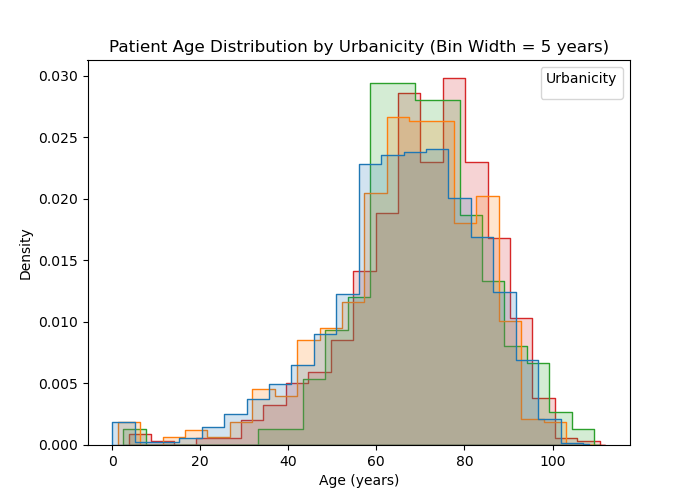 Patient Age Distribution by Urbanicity (Bin Width = 5 years)
Urbanicity
0.030
0.025
0.020
0.015
0.010
0.005
0.000
Density
0 20 40 60 80 100
Age (years)